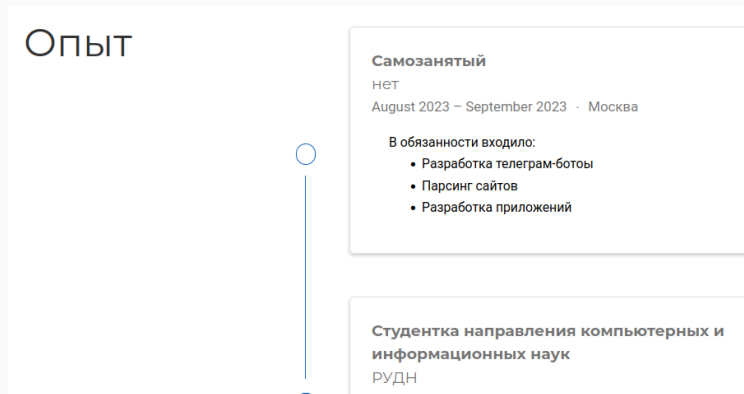 Опыт
Самозанятый
нет
August 2023 – September 2023 · Москва
В обязанности входило:
• Разработка телеграм-ботоы
• Парсинг сайтов
• Разработка приложений
Студентка направления компьютерных и
информационных наук
РУДН